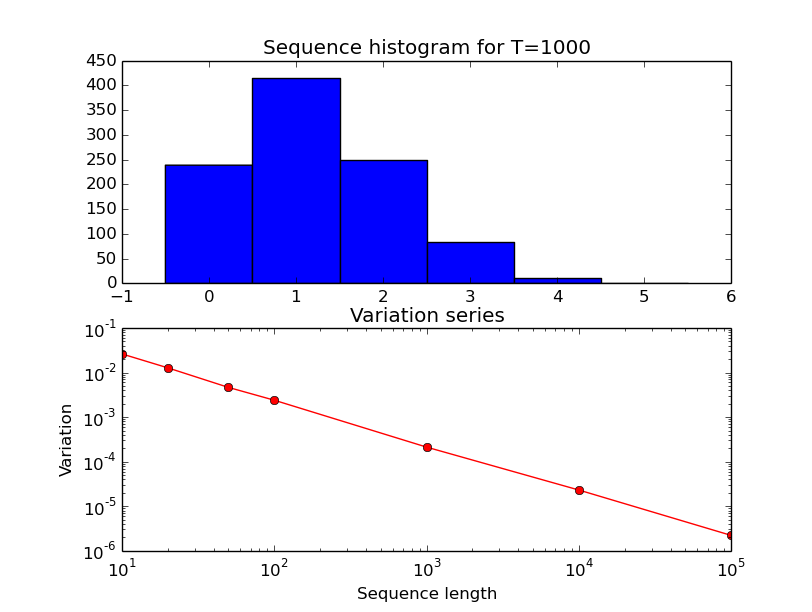 Sequence histogram for T=1000
450
400
350
300
250
200
150
100
50
0
−1 0 1 2 3 4 5 6
Variation series
10^-1
10^-2
10^-3
10^-4
10^-5
10^-6
Variation
10^1 10^2 10^3 10^4 10^5
Sequence length